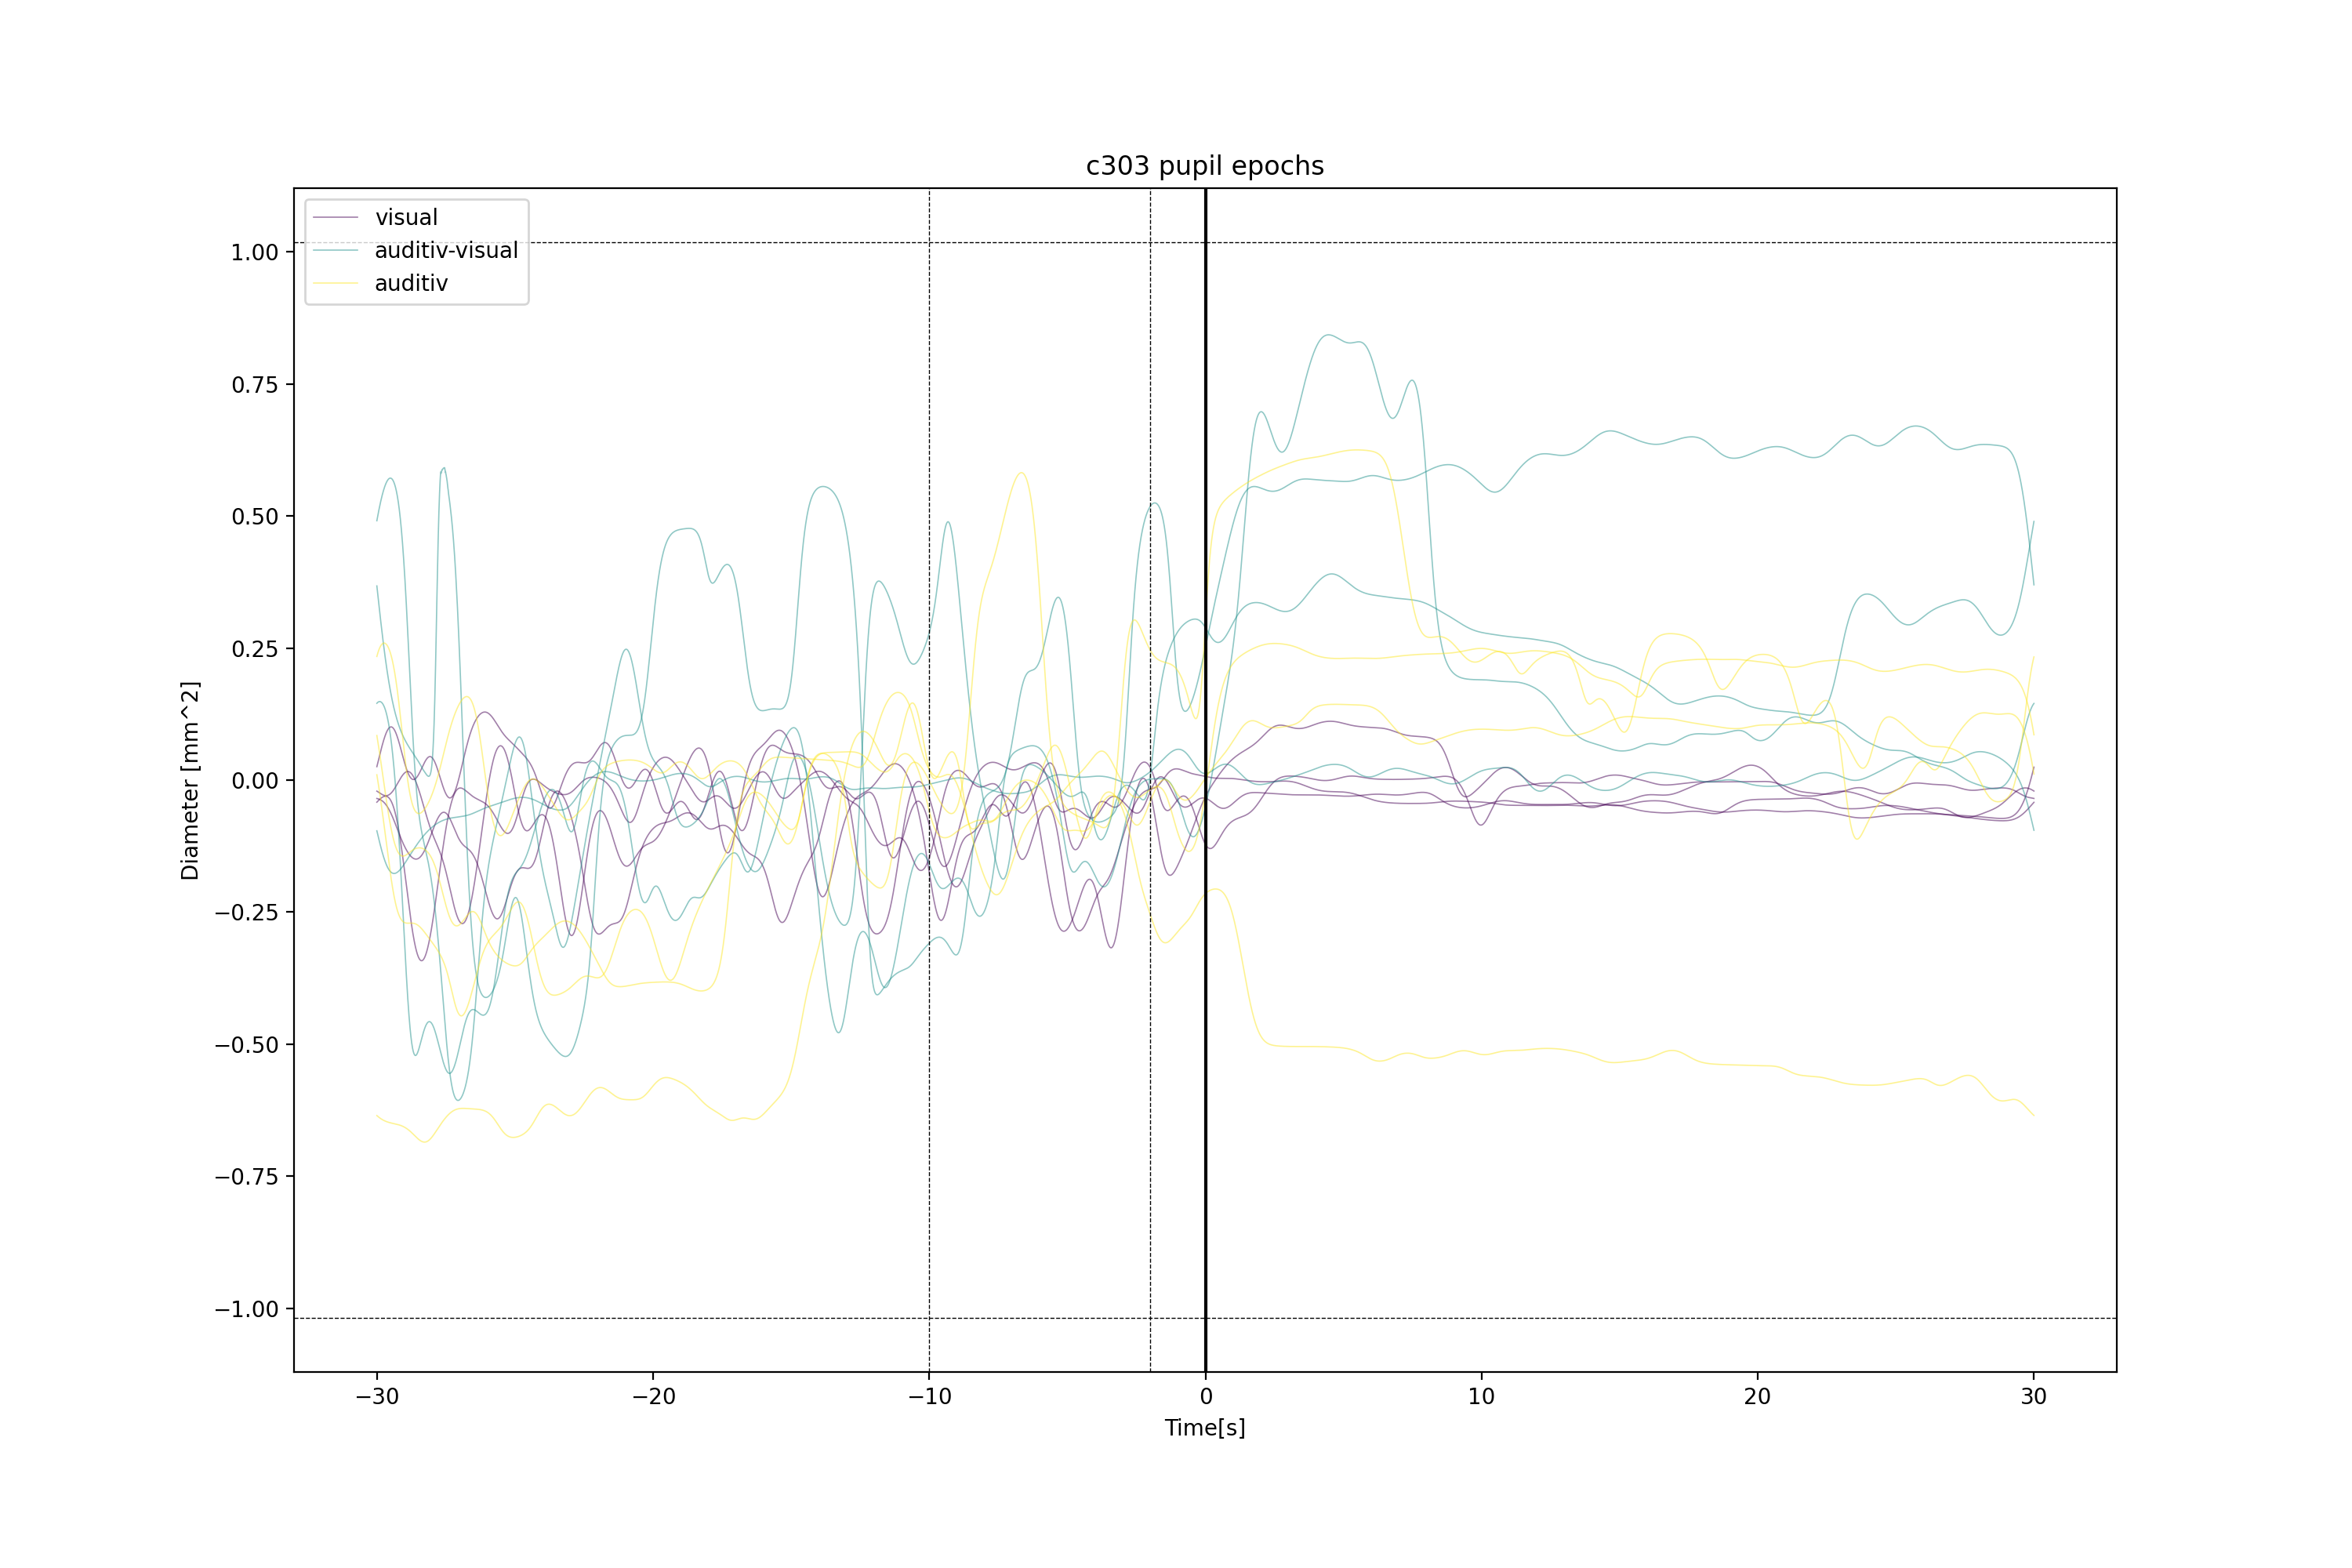 c303 pupil epochs
visual
auditiv-visual
auditiv
1.00
0.75
0.50
0.25
0.00
−0.25
−0.50
−0.75
−1.00
Diameter [mm^2]
−30 −20 −10 0 10 20 30
Time[s]